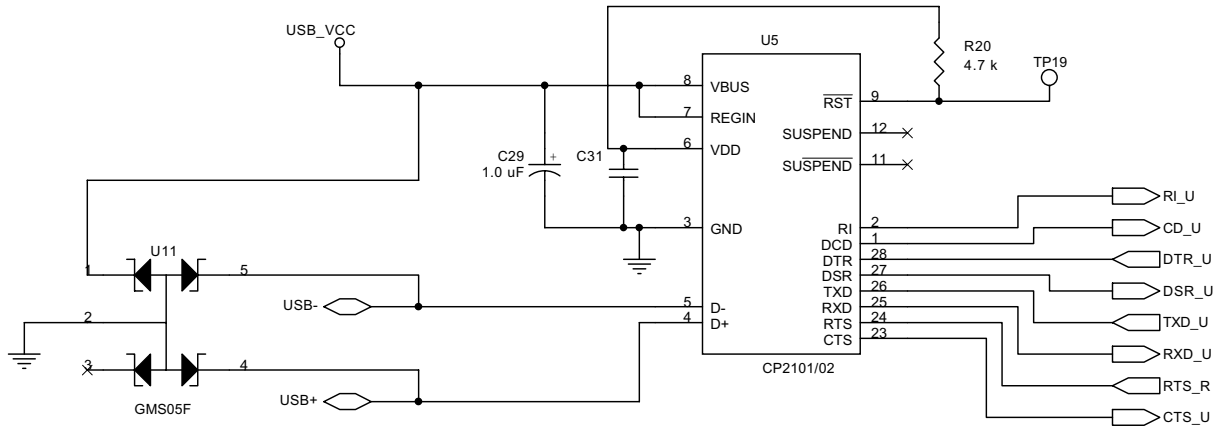 USB_VCC
U5
R20
4.7 k
TP19
8
VBUS
RST
9
7
REGIN
SUSPEND
12
6
VDD
C29
1.0 uF
+
C31
SUSPEND
11
3
GND
RI
2
RI_U
DCD
1
CD_U
DTR
28
DTR_U
DSR
27
DSR_U
TXD
26
TXD_U
RXD
25
RXD_U
RTS
24
RTS_R
CTS
23
CTS_U
U11
1
5
USB-
5
D-
4
D+
2
3
4
USB+
GMS05F
CP2101/02